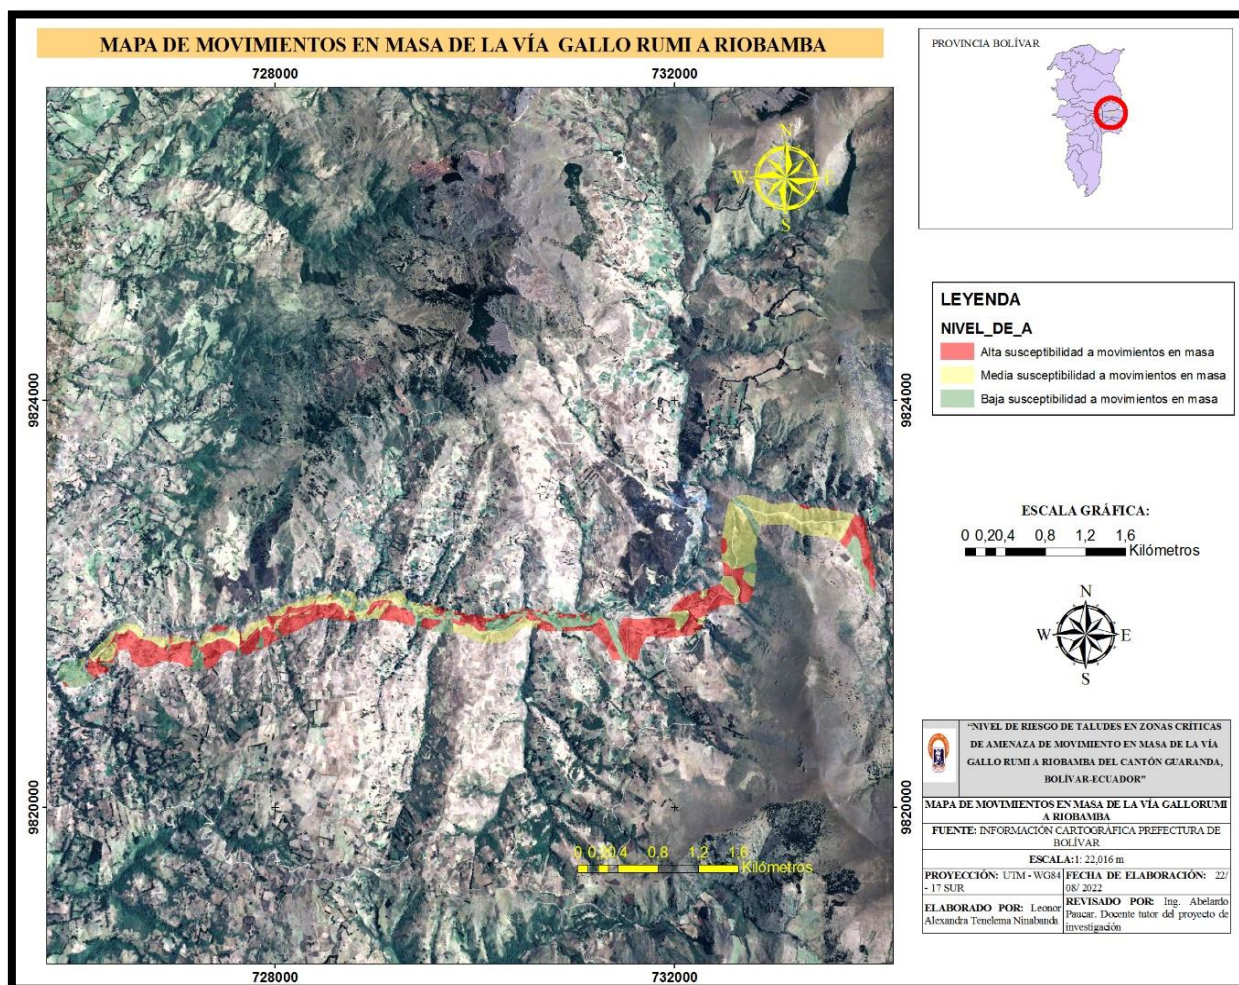 MAPA DE MOVIMIENTOS EN MASA DE LA VÍA GALLO RUMI A RIOBAMBA
728000
732000
9824000
9824000
9820000
9820000
728000
732000
N
W
E
S
0 0,20,4 0,8 1,2 1,6
Kilómetros
PROVINCIA BOLÍVAR
LEYENDA
NIVEL_DE_A
Alta susceptibilidad a movimientos en masa
Media susceptibilidad a movimientos en masa
Baja susceptibilidad a movimientos en masa
ESCALA GRÁFICA:
0 0,20,4 0,8 1,2 1,6
Kilómetros
N
W
E
S
“NIVEL DE RIESGO DE TALUDES EN ZONAS CRÍTICAS
DE AMENAZA DE MOVIMIENTO EN MASA DE LA VÍA
GALLO RUMI A RIOBAMBA DEL CANTÓN GUARANDA,
BOLÍVAR-ECUADOR”
MAPA DE MOVIMIENTOS EN MASA DE LA VÍA GALLORUMI
A RIOBAMBA
FUENTE: INFORMACIÓN CARTOGRÁFICA PREFECTURA DE
BOLÍVAR
ESCALA:1: 22,016 m
PROYECCIÓN: UTM - WG84
- 17 SUR
FECHA DE ELABORACIÓN: 22/
08/ 2022
ELABORADO POR: Leonor
Alexandra Tenelema Ninabanda
REVISADO POR: Ing. Abelardo
Paucar. Docente tutor del proyecto de
investigación